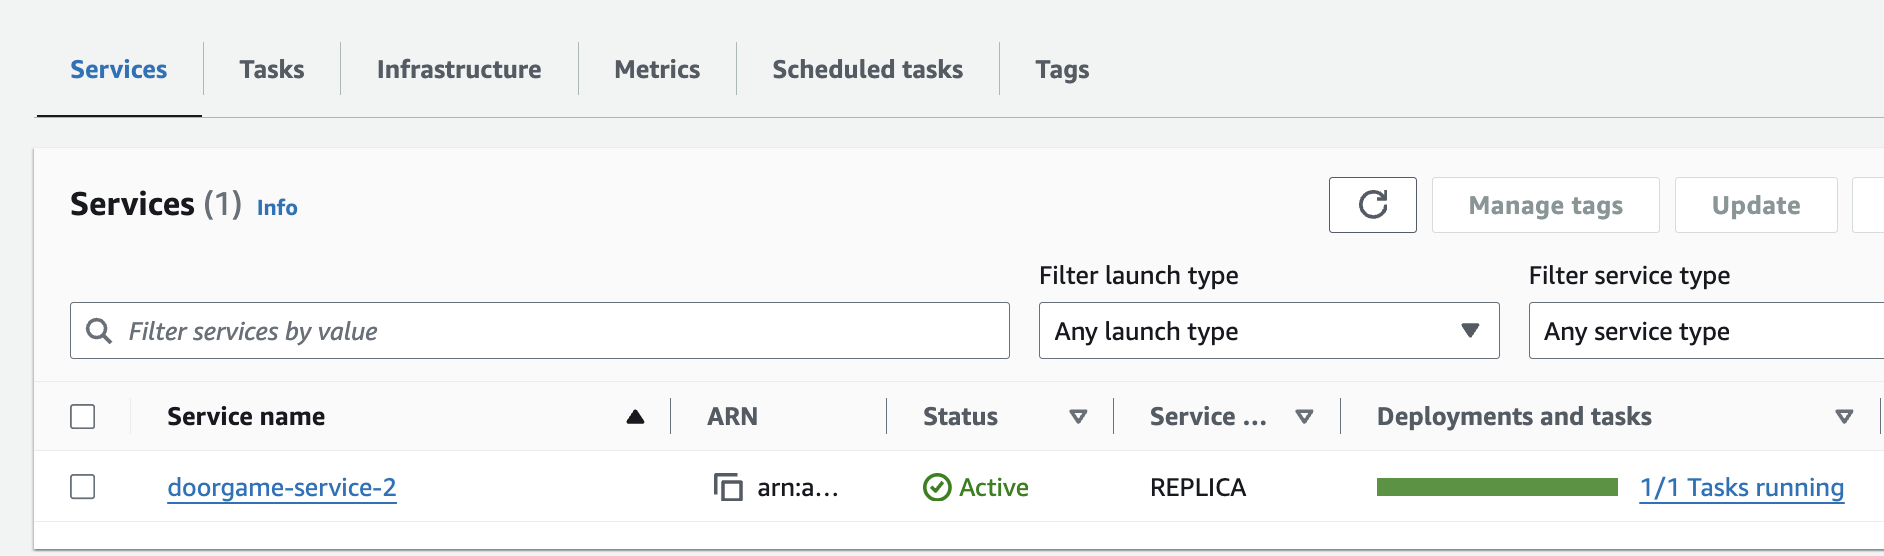 Services Tasks Infrastructure Metrics Scheduled tasks Tags
Services (1) Info
Manage tags Update
Filter launch type Filter service type
Filter services by value Any launch type Any service type
Service name ARN Status Service ... Deployments and tasks
doorgame-service-2 arn:a... Active REPLICA 1/1 Tasks running